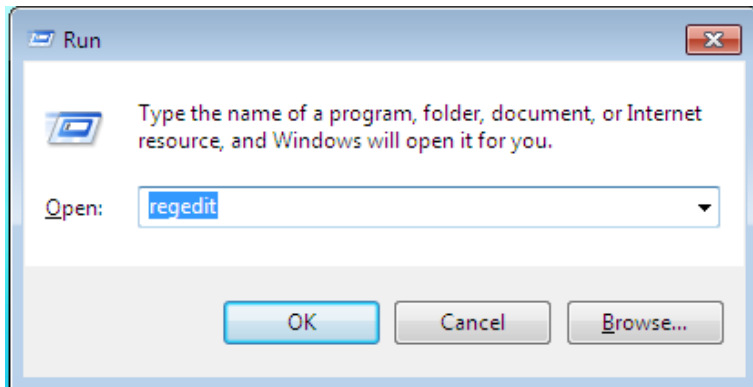 Run
Type the name of a program, folder, document, or Internet
resource, and Windows will open it for you.
Open: regedit
OK Cancel Browse...